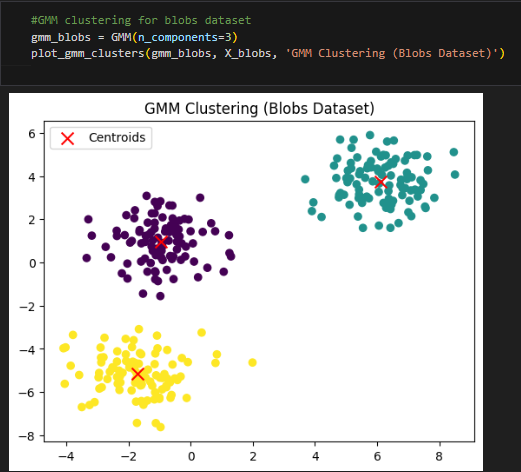 #GMM clustering for blobs dataset
gmm_blobs = GMM(n_components=3)
plot_gmm_clusters(gmm_blobs, X_blobs, 'GMM Clustering (Blobs Dataset)')
GMM Clustering (Blobs Dataset)
Centroids
6
4
2
0
−2
−4
−6
−8
−4 −2 0 2 4 6 8